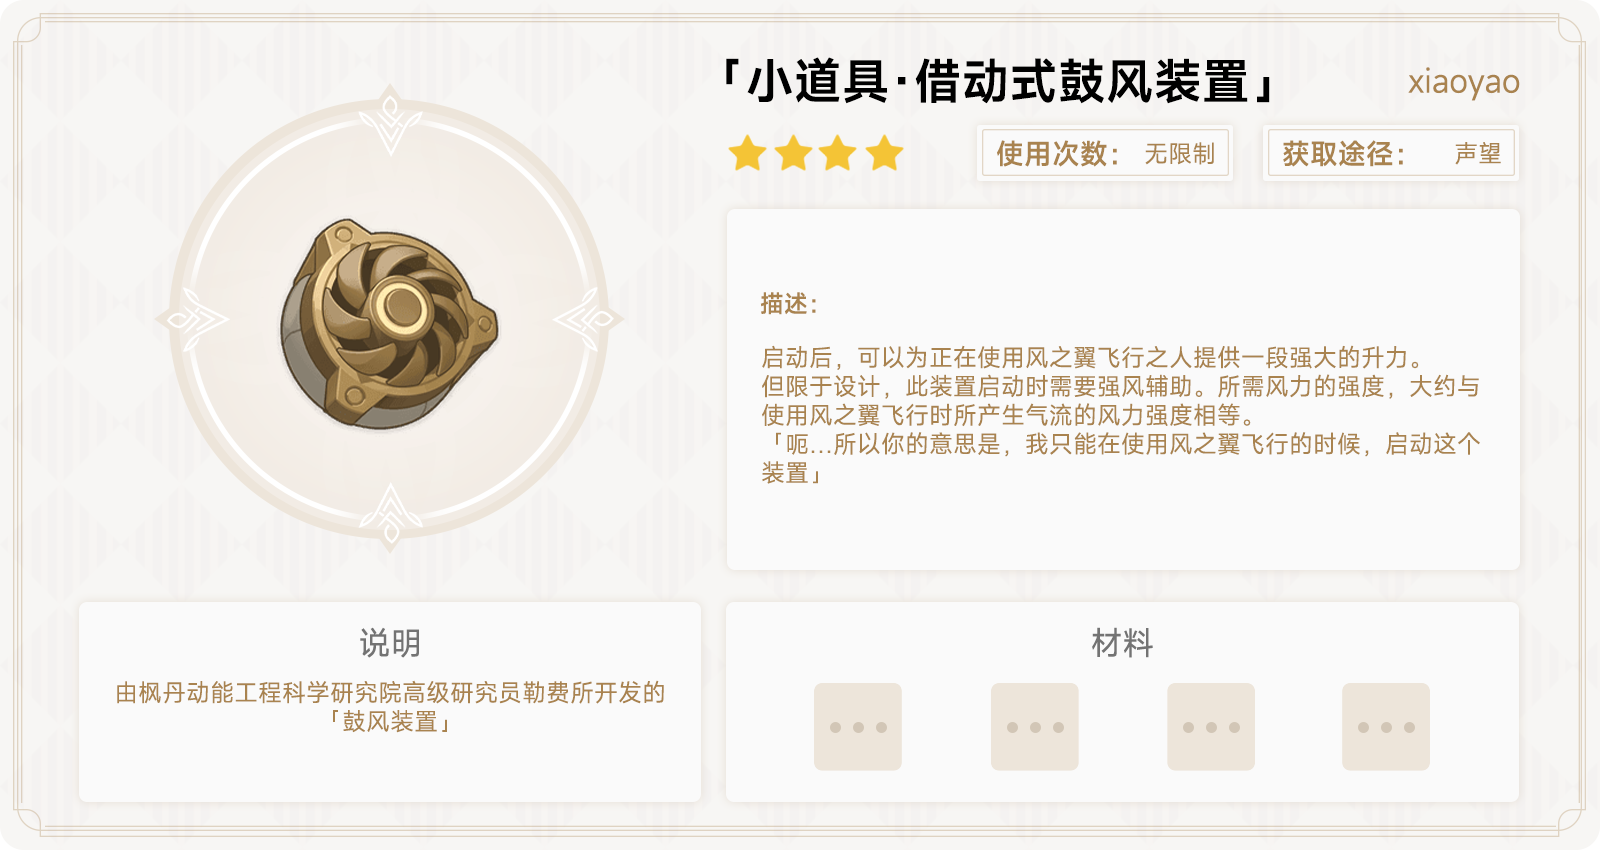 「小道具·借动式鼓风装置」
xiaoyao
使用次数： 无限制
获取途径： 声望
描述：
启动后，可以为正在使用风之翼飞行之人提供一段强大的升力。
但限于设计，此装置启动时需要强风辅助。所需风力的强度，大约与
使用风之翼飞行时所产生气流的风力强度相等。
「呃…所以你的意思是，我只能在使用风之翼飞行的时候，启动这个
装置」
说明
由枫丹动能工程科学研究院高级研究员勒费所开发的
「鼓风装置」
材料